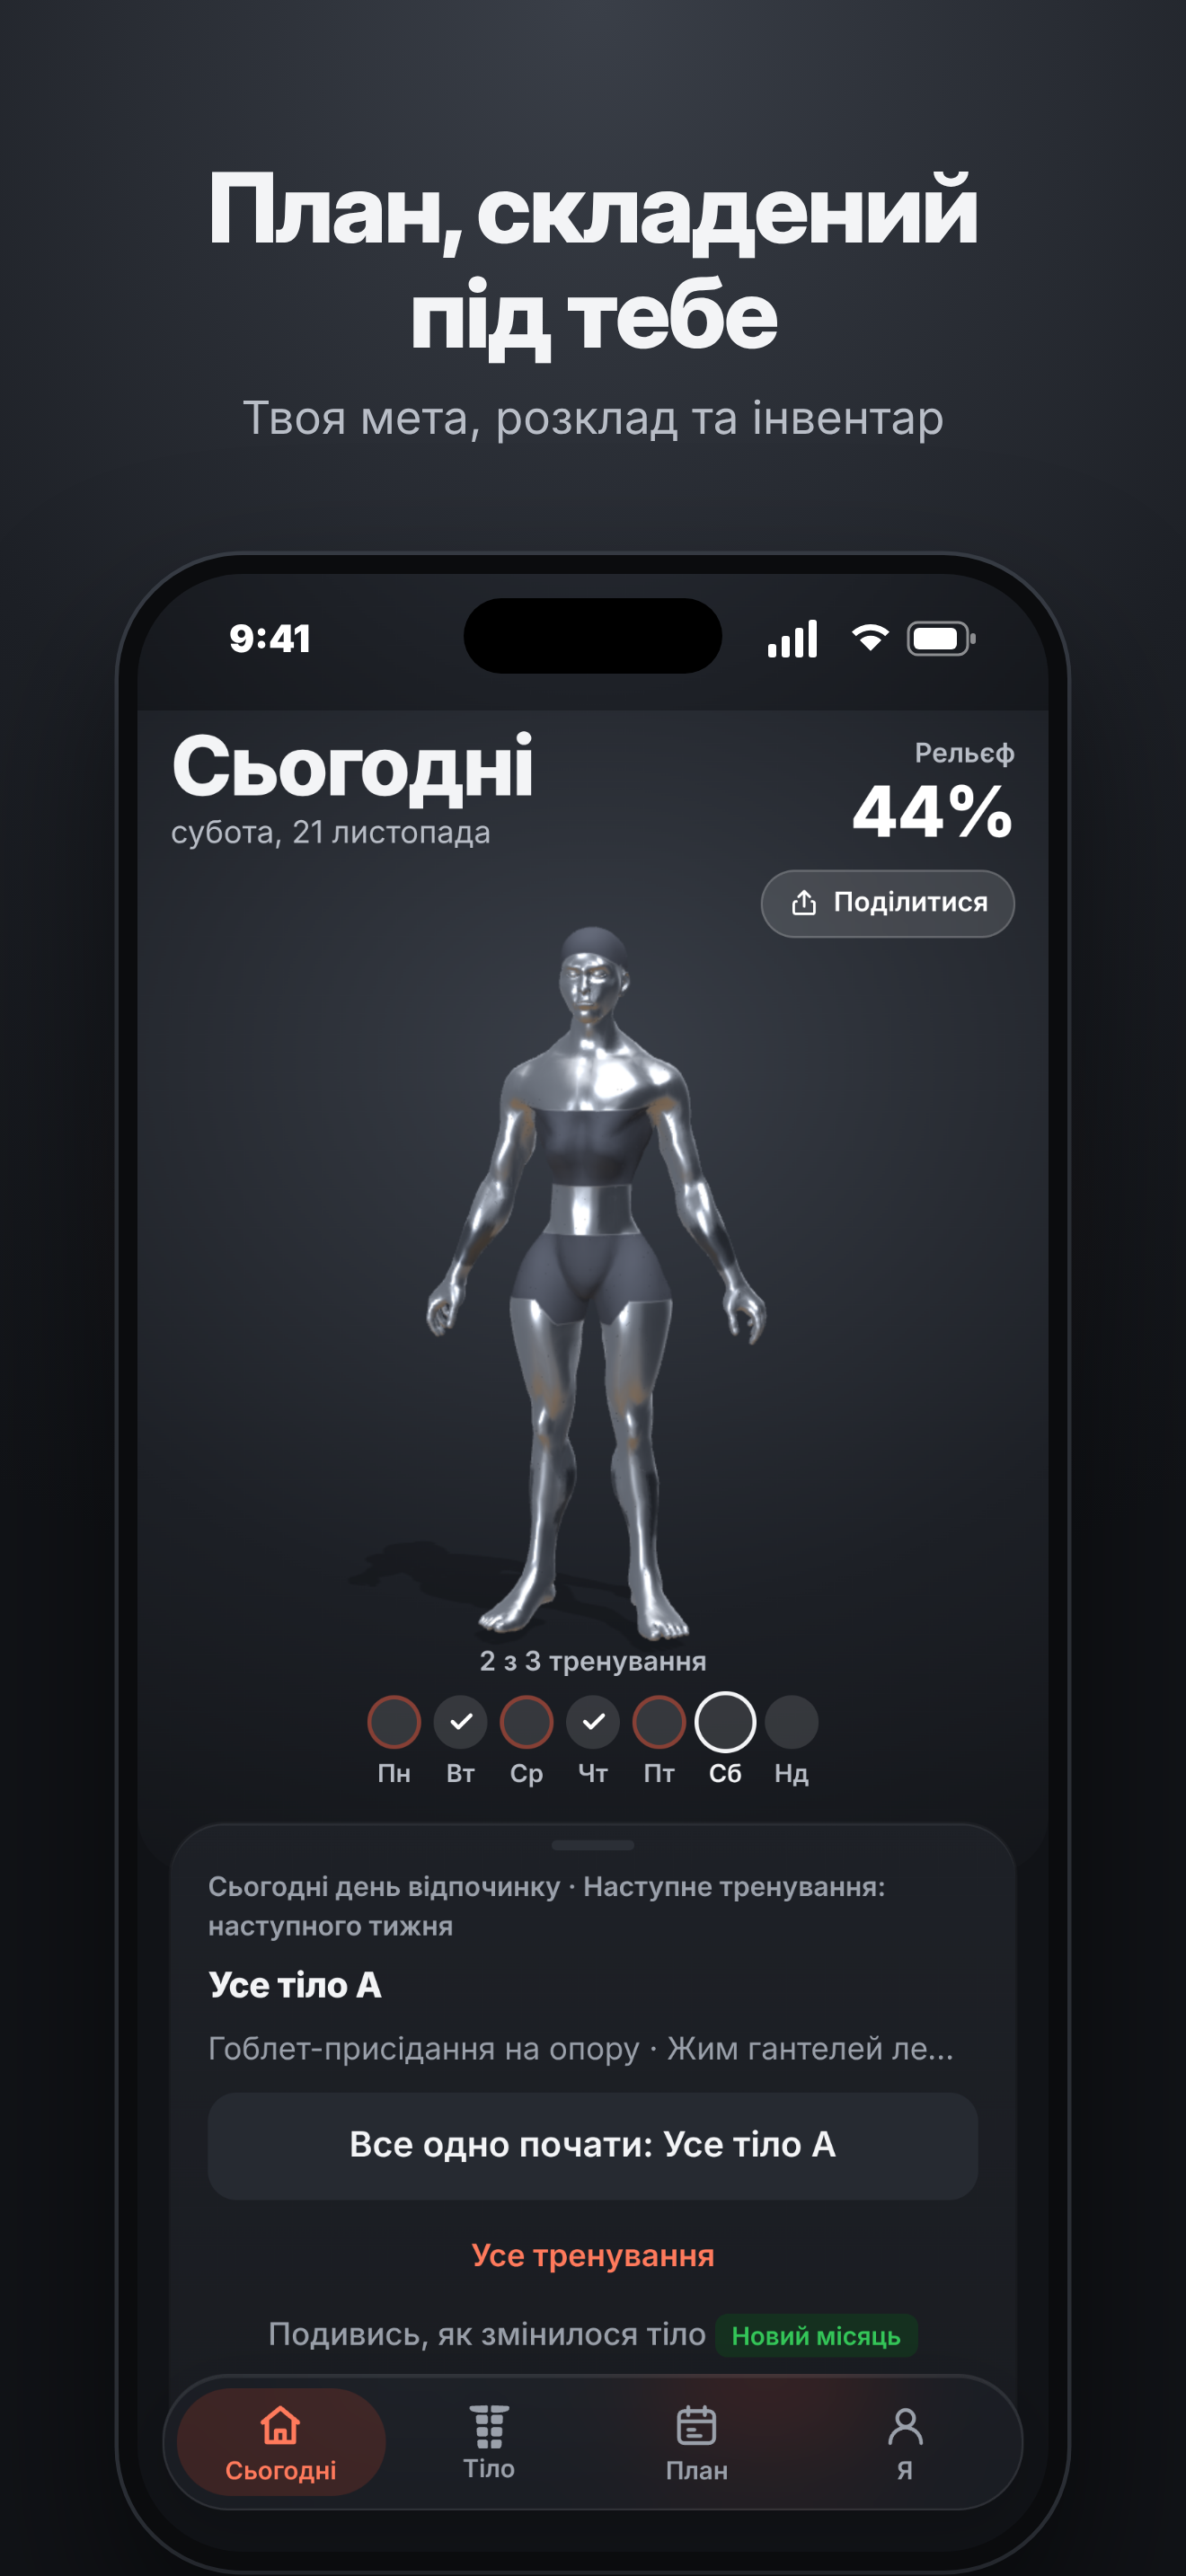 План, складений
під тебе
Твоя мета, розклад та інвентар
9:41
Сьогодні
субота, 21 листопада
Рельєф
44%
Поділитися
2 з 3 тренування
Пн Вт Ср Чт Пт Сб Нд
Сьогодні день відпочинку · Наступне тренування:
наступного тижня
Усе тіло A
Гоблет-присідання на опору · Жим гантелей ле...
Все одно почати: Усе тіло A
Усе тренування
Подивись, як змінилося тіло Новий місяць
Сьогодні Тіло План Я